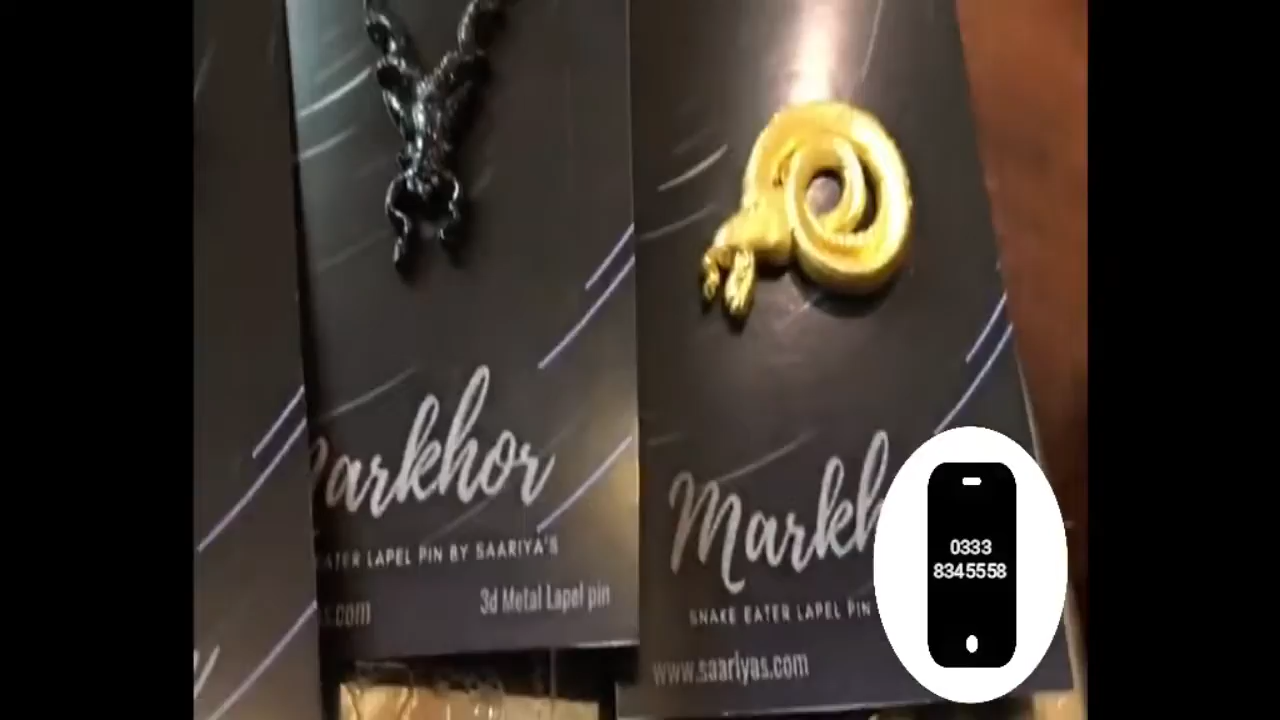 arkhor
EATER LAPEL PIN BY SAARIYA'S
3d Metal Lapel pin
s.com
Markh
SNAKE EATER LAPEL PIN
www.saariyas.com
0333
8345558